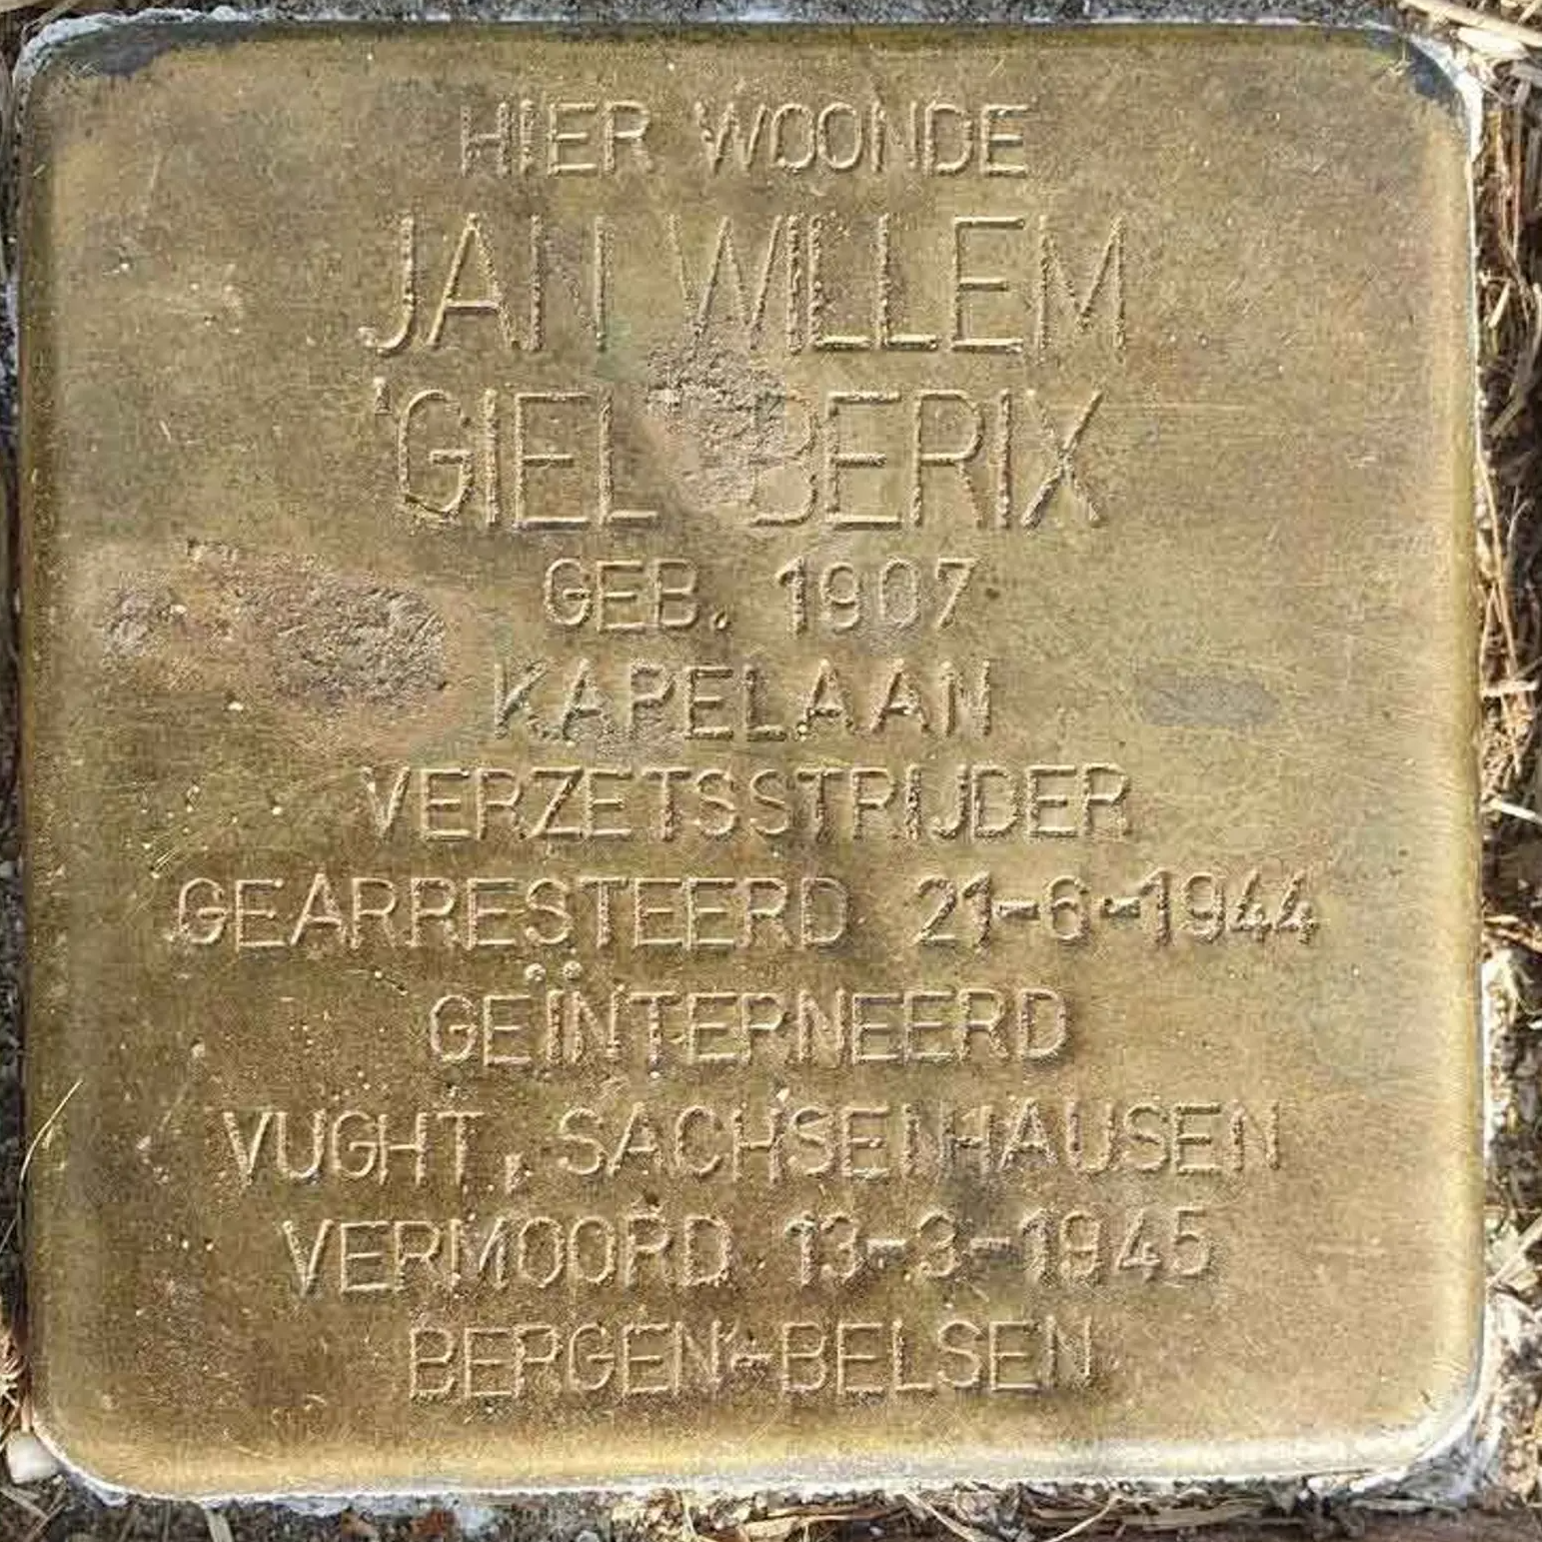 HIER WOONDE
JAN WILLEM
'GIEL' BERIX
GEB. 1907
KAPELAAN
VERZETSSTRIJDER
GEARRESTEERD 21-6-1944
GEÏNTERNEERD
VUGHT, SACHSENHAUSEN
VERMOORD 13-3-1945
BERGEN-BELSEN